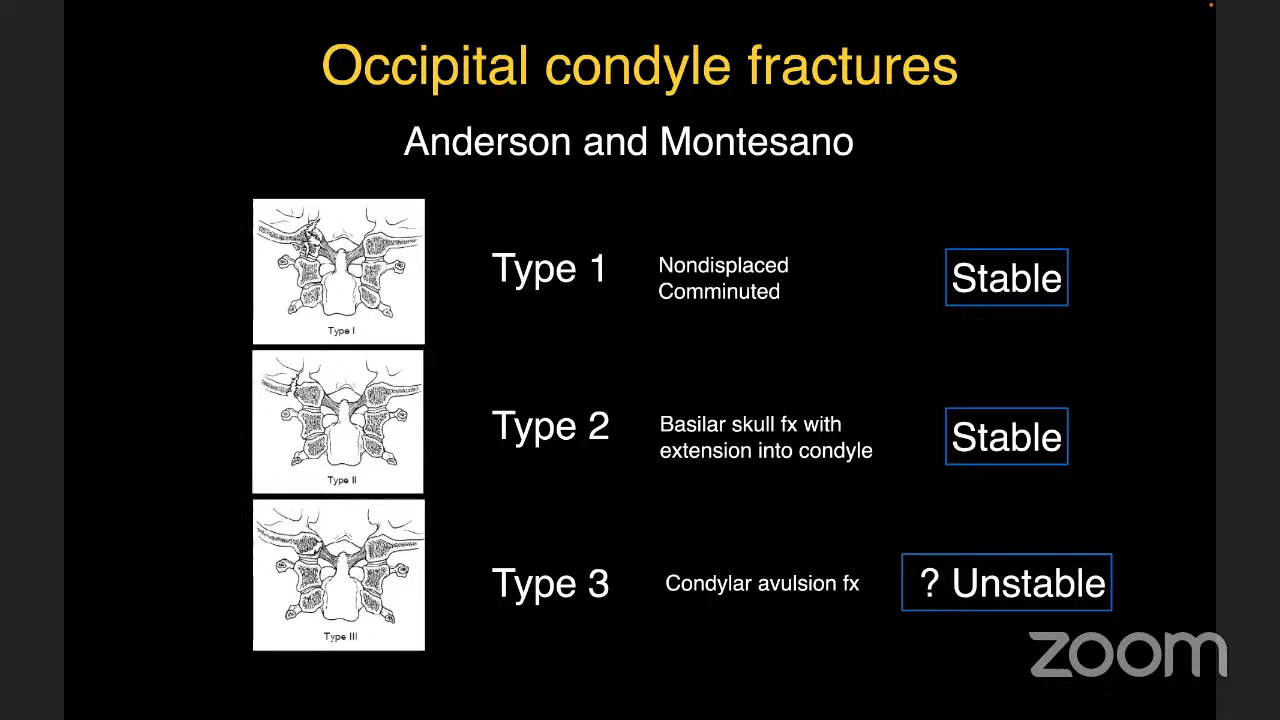 Occipital condyle fractures
Anderson and Montesano
Type I
Type 1
Nondisplaced
Comminuted
Stable
Type II
Type 2
Basilar skull fx with
extension into condyle
Stable
Type III
Type 3
Condylar avulsion fx
? Unstable
zoom